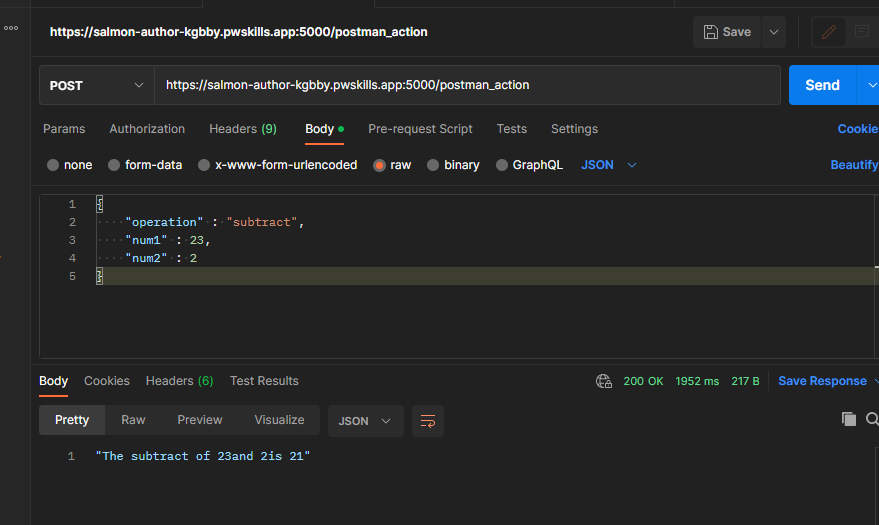 https://salmon-author-kgbby.pwskills.app:5000/postman_action
Save
POST
https://salmon-author-kgbby.pwskills.app:5000/postman_action
Send
Params Authorization Headers (9) Body Pre-request Script Tests Settings Cookie
none form-data x-www-form-urlencoded raw binary GraphQL JSON Beautify
1 {
2 "operation" : "subtract",
3 "num1" : 23,
4 "num2" : 2
5 }
Body Cookies Headers (6) Test Results 200 OK 1952 ms 217 B Save Response
Pretty Raw Preview Visualize JSON
1 "The subtract of 23and 2is 21"